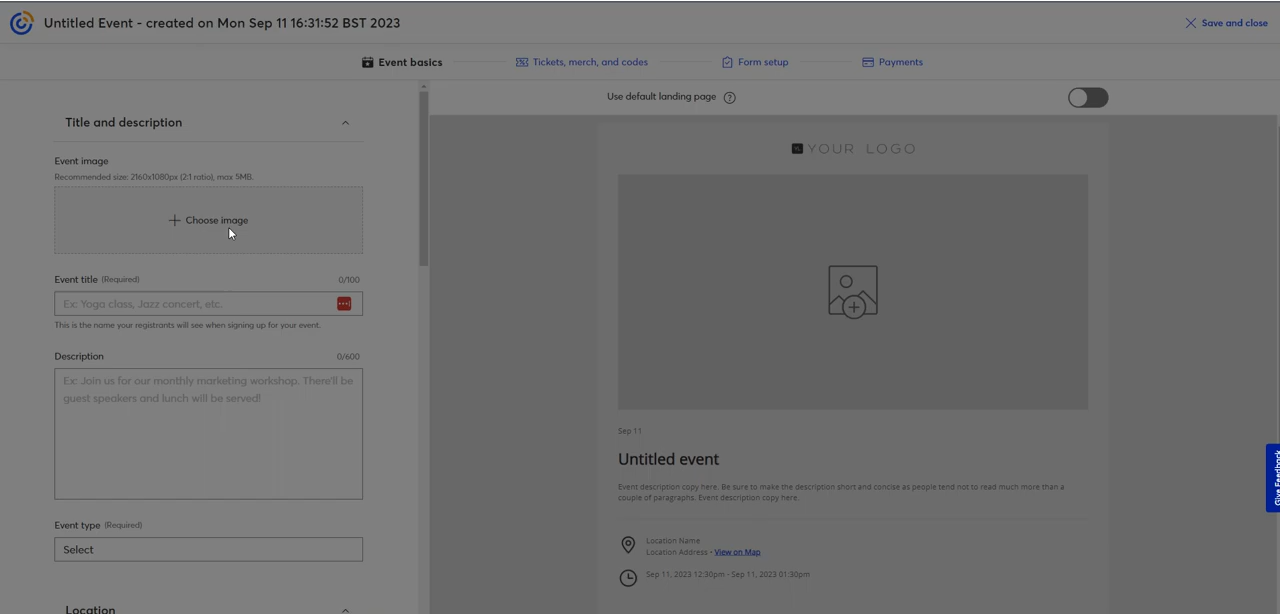 Untitled Event - created on Mon Sep 11 16:31:52 BST 2023
Save and close
Event basics
Tickets, merch, and codes
Form setup
Payments
Title and description
Event image
Recommended size: 2160x1080px (2:1 ratio), max 5MB.
Choose image
Event title (Required) 0/100
Ex: Yoga class, Jazz concert, etc.
This is the name your registrants will see when signing up for your event.
Description 0/600
Ex: Join us for our monthly marketing workshop. There'll be
guest speakers and lunch will be served!
Event type (Required)
Select
Location
Use default landing page ?
YOUR LOGO
Sep 11
Untitled event
Event description copy here. Be sure to make the description short and concise as people tend not to read much more than a
couple of paragraphs. Event description copy here.
Location Name
Location Address • View on Map
Sep 11, 2023 12:30pm - Sep 11, 2023 01:30pm
Give Feedback